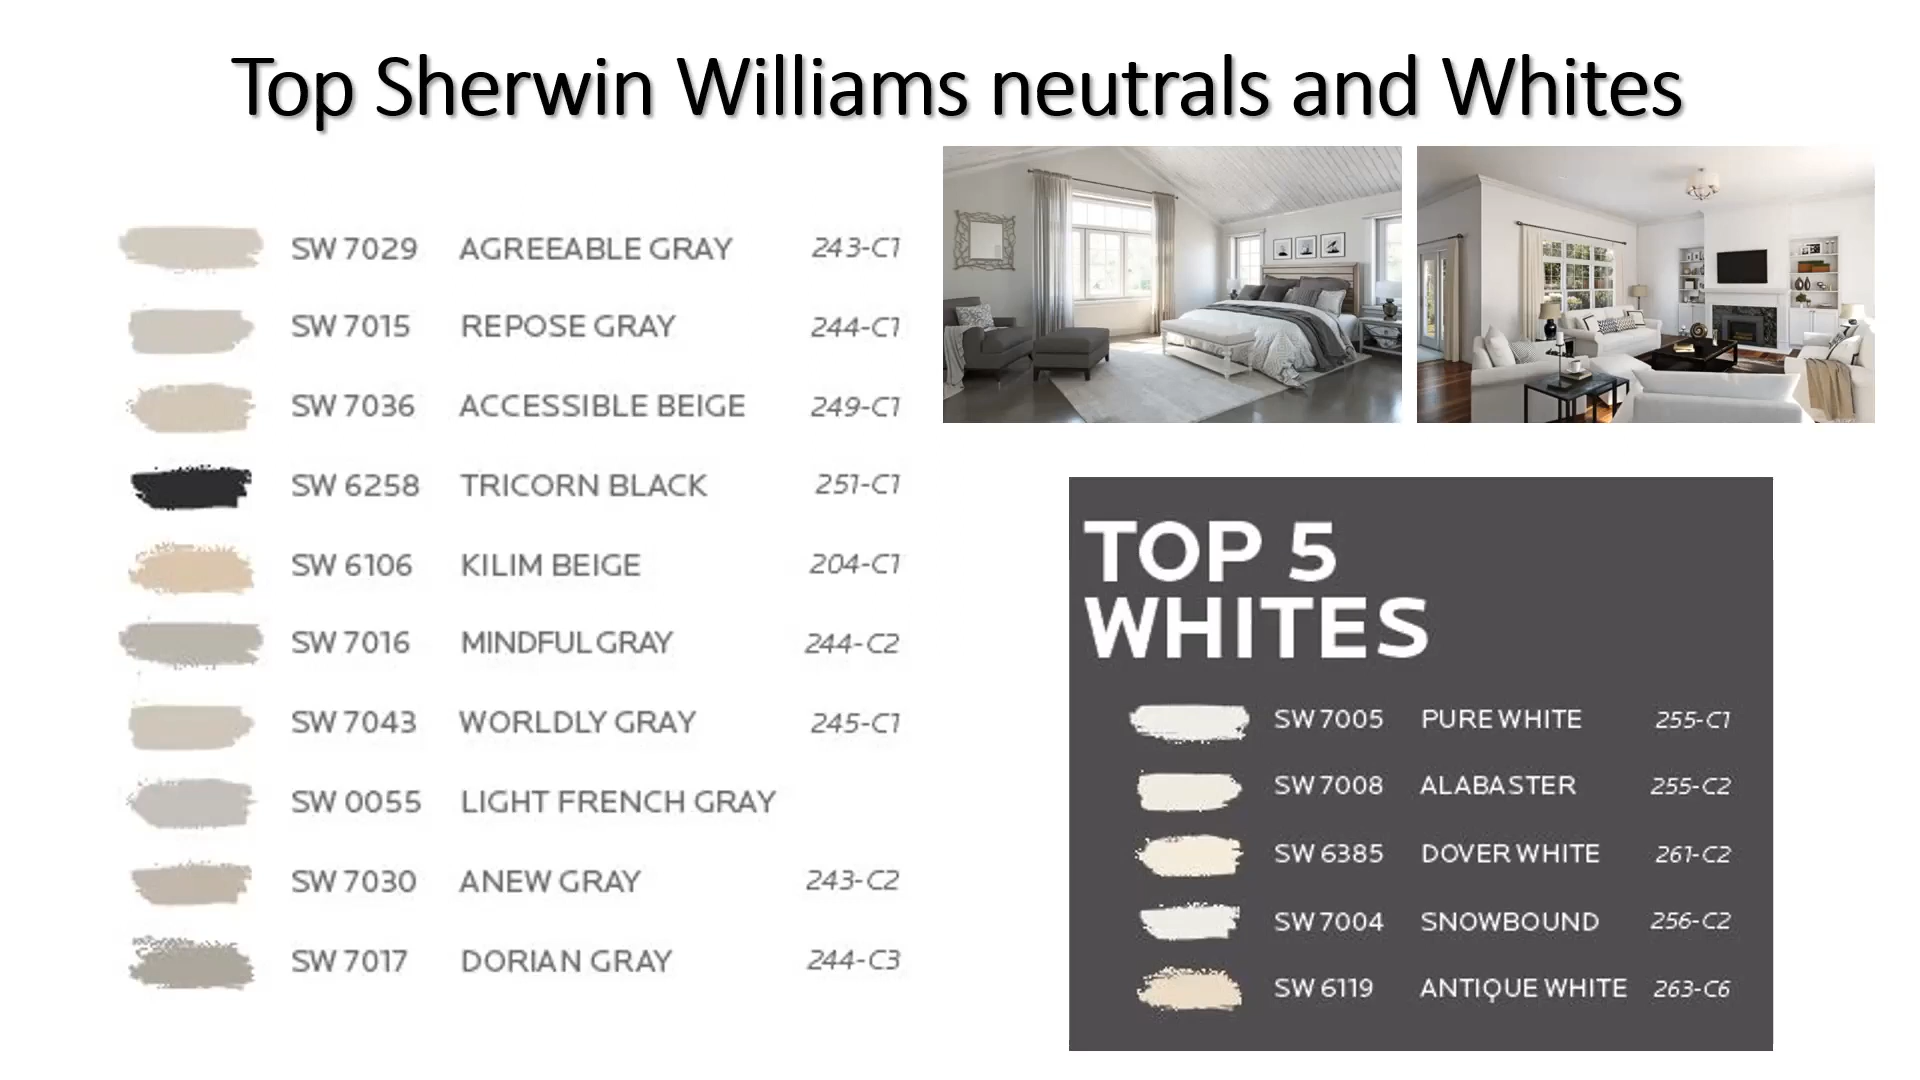 Top Sherwin Williams neutrals and Whites
SW 7029 AGREEABLE GRAY 243-C1
SW 7015 REPOSE GRAY 244-C1
SW 7036 ACCESSIBLE BEIGE 249-C1
SW 6258 TRICORN BLACK 251-C1
SW 6106 KILIM BEIGE 204-C1
SW 7016 MINDFUL GRAY 244-C2
SW 7043 WORLDLY GRAY 245-C1
SW 0055 LIGHT FRENCH GRAY
SW 7030 ANEW GRAY 243-C2
SW 7017 DORIAN GRAY 244-C3
TOP 5
WHITES
SW 7005 PURE WHITE 255-C1
SW 7008 ALABASTER 255-C2
SW 6385 DOVER WHITE 261-C2
SW 7004 SNOWBOUND 256-C2
SW 6119 ANTIQUE WHITE 263-C6